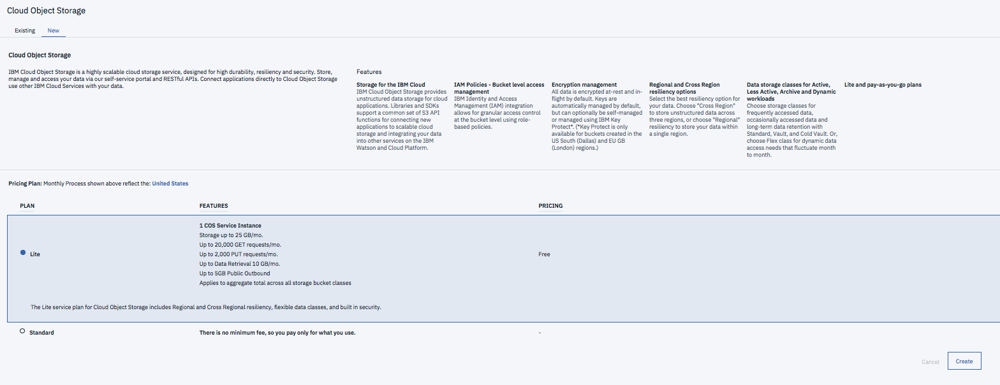 Cloud Object Storage
Existing
New
Cloud Object Storage
IBM Cloud Object Storage is a highly scalable cloud storage service, designed for high durability, resiliency and security. Store,
manage and access your data via our self-service portal and RESTful APIs. Connect applications directly to Cloud Object Storage
use other IBM Cloud Services with your data.
Features
Storage for the IBM Cloud
IBM Cloud Object Storage provides
unstructured data storage for cloud
applications. Libraries and SDKs
support a common set of S3 API
functions for connecting new
applications to scalable cloud
storage and integrating your data
into other services on the IBM
Watson and Cloud Platform.
IAM Policies - Bucket level access
management
IBM Identity and Access
Management (IAM) integration
allows for granular access control
at the bucket level using role-
based policies.
Encryption management
All data is encrypted at-rest and in-
flight by default. Keys are
automatically managed by default,
but can optionally be self-managed
or managed using IBM Key
Protect*. (*Key Protect is only
available for buckets created in the
US South (Dallas) and EU GB
(London) regions.)
Regional and Cross Region
resiliency options
Select the best resiliency option for
your data. Choose "Cross Region"
to store unstructured data across
three regions, or choose "Regional"
resiliency to store your data within
a single region.
Data storage classes for Active,
Less Active, Archive and Dynamic
workloads
Choose storage classes for
frequently accessed data,
occasionally accessed data and
long-term data retention with
Standard, Vault, and Cold Vault. Or,
choose Flex class for dynamic data
access needs that fluctuate month
to month.
Lite and pay-as-you-go plans
Pricing Plan: Monthly Process shown above reflect the: United States
PLAN
FEATURES
PRICING
1 COS Service Instance
Storage up to 25 GB/mo.
Up to 20,000 GET requests/mo.
Lite
Up to 2,000 PUT requests/mo.
Free
Up to Data Retrieval 10 GB/mo.
Up to 5GB Public Outbound
Applies to aggregate total across all storage bucket classes
The Lite service plan for Cloud Object Storage includes Regional and Cross Regional resiliency, flexible data classes, and built in security.
Standard
There is no minimum fee, so you pay only for what you use.
-
Cancel
Create